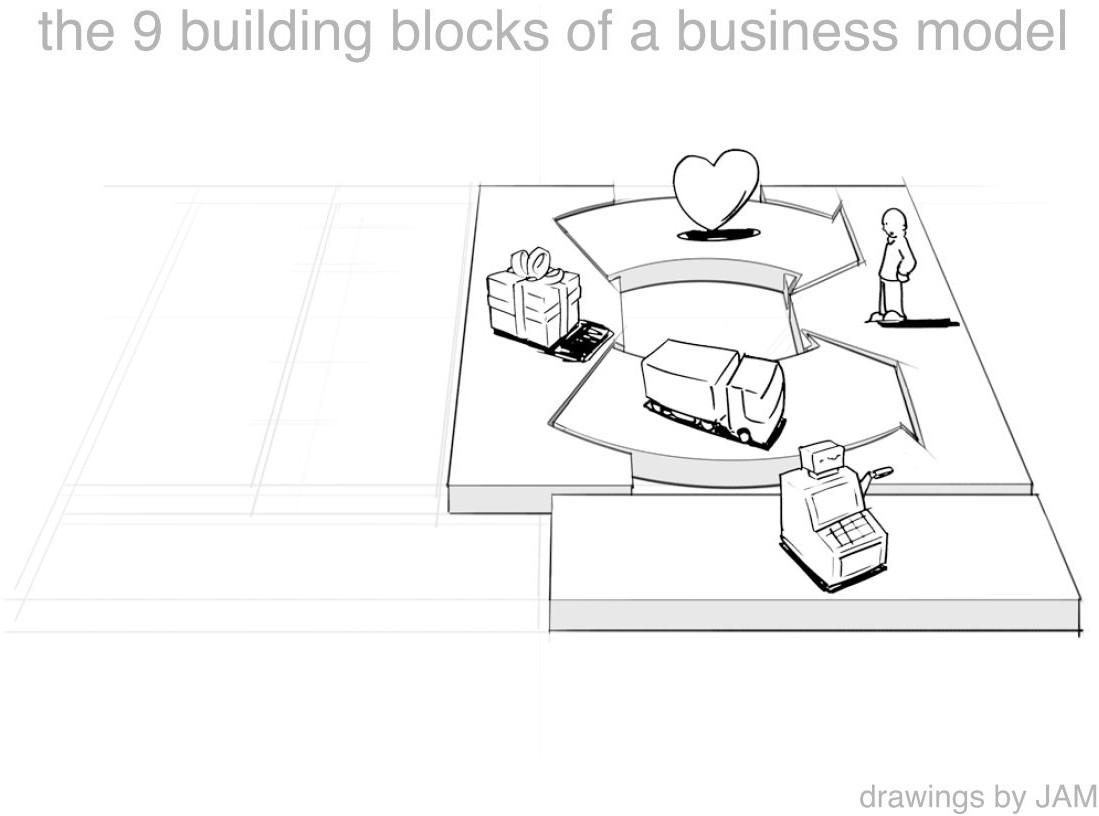 the 9 building blocks of a business model
drawings by JAM